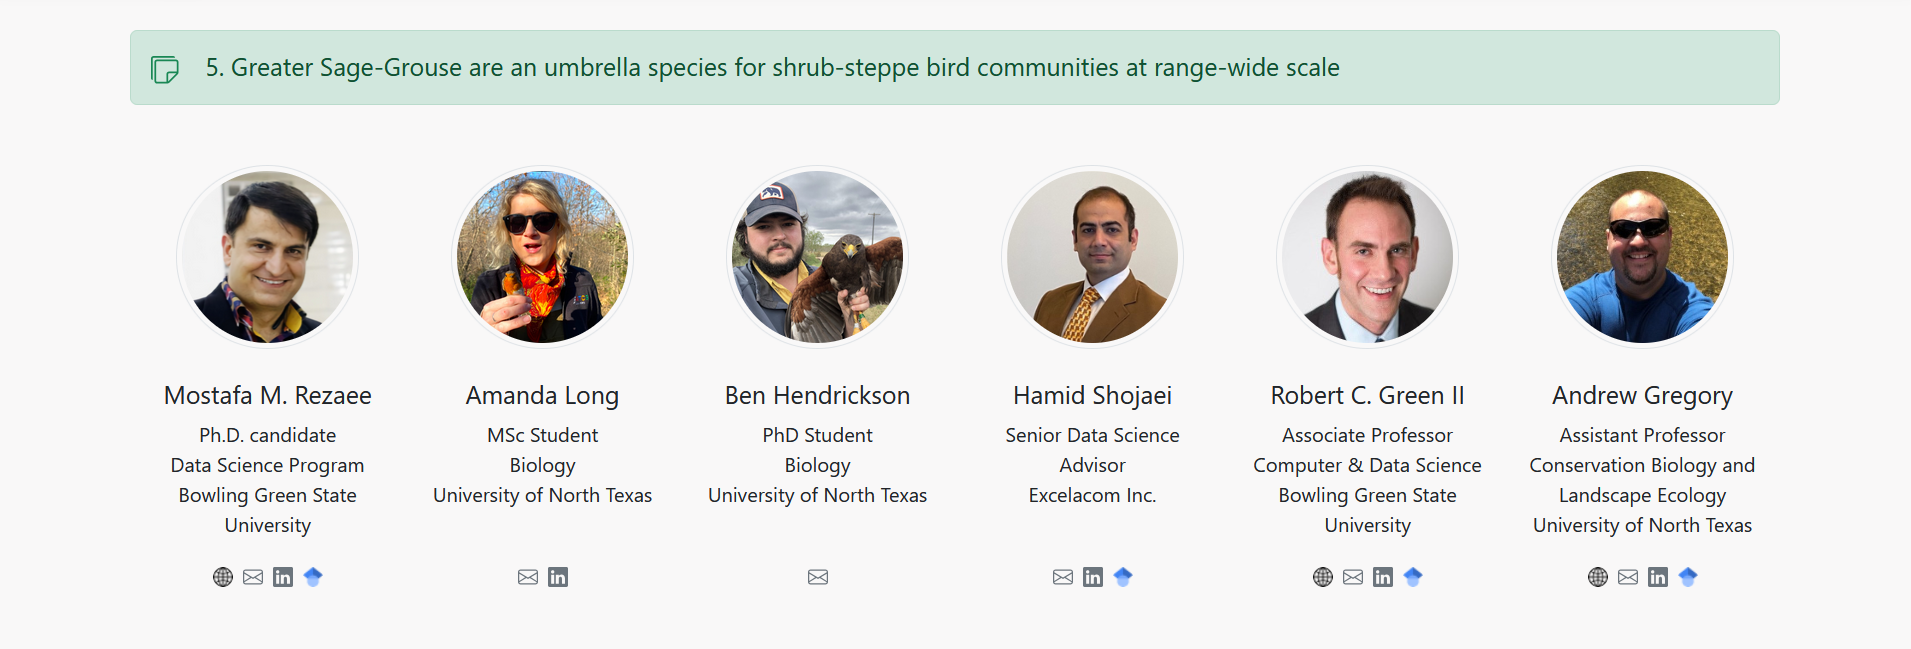 5. Greater Sage-Grouse are an umbrella species for shrub-steppe bird communities at range-wide scale
Mostafa M. Rezaee
Ph.D. candidate
Data Science Program
Bowling Green State
University
Amanda Long
MSc Student
Biology
University of North Texas
Ben Hendrickson
PhD Student
Biology
University of North Texas
Hamid Shojaei
Senior Data Science
Advisor
Excelacom Inc.
Robert C. Green II
Associate Professor
Computer & Data Science
Bowling Green State
University
Andrew Gregory
Assistant Professor
Conservation Biology and
Landscape Ecology
University of North Texas